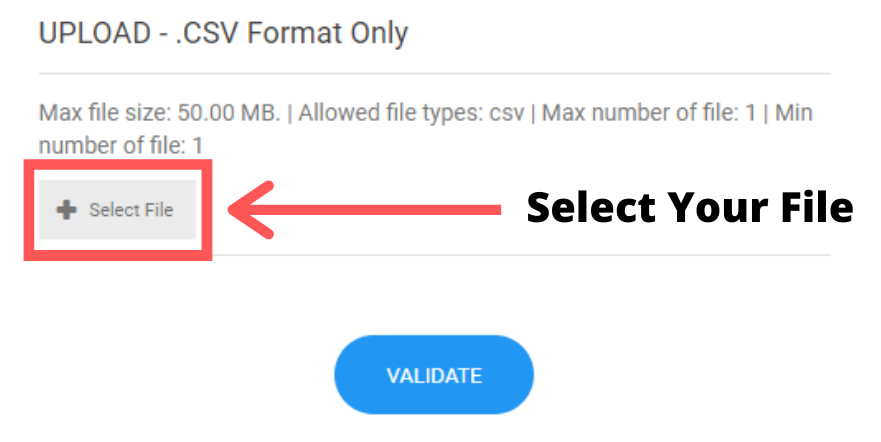 UPLOAD - .CSV Format Only
Max file size: 50.00 MB. | Allowed file types: csv | Max number of file: 1 | Min
number of file: 1
Select File
Select Your File
VALIDATE